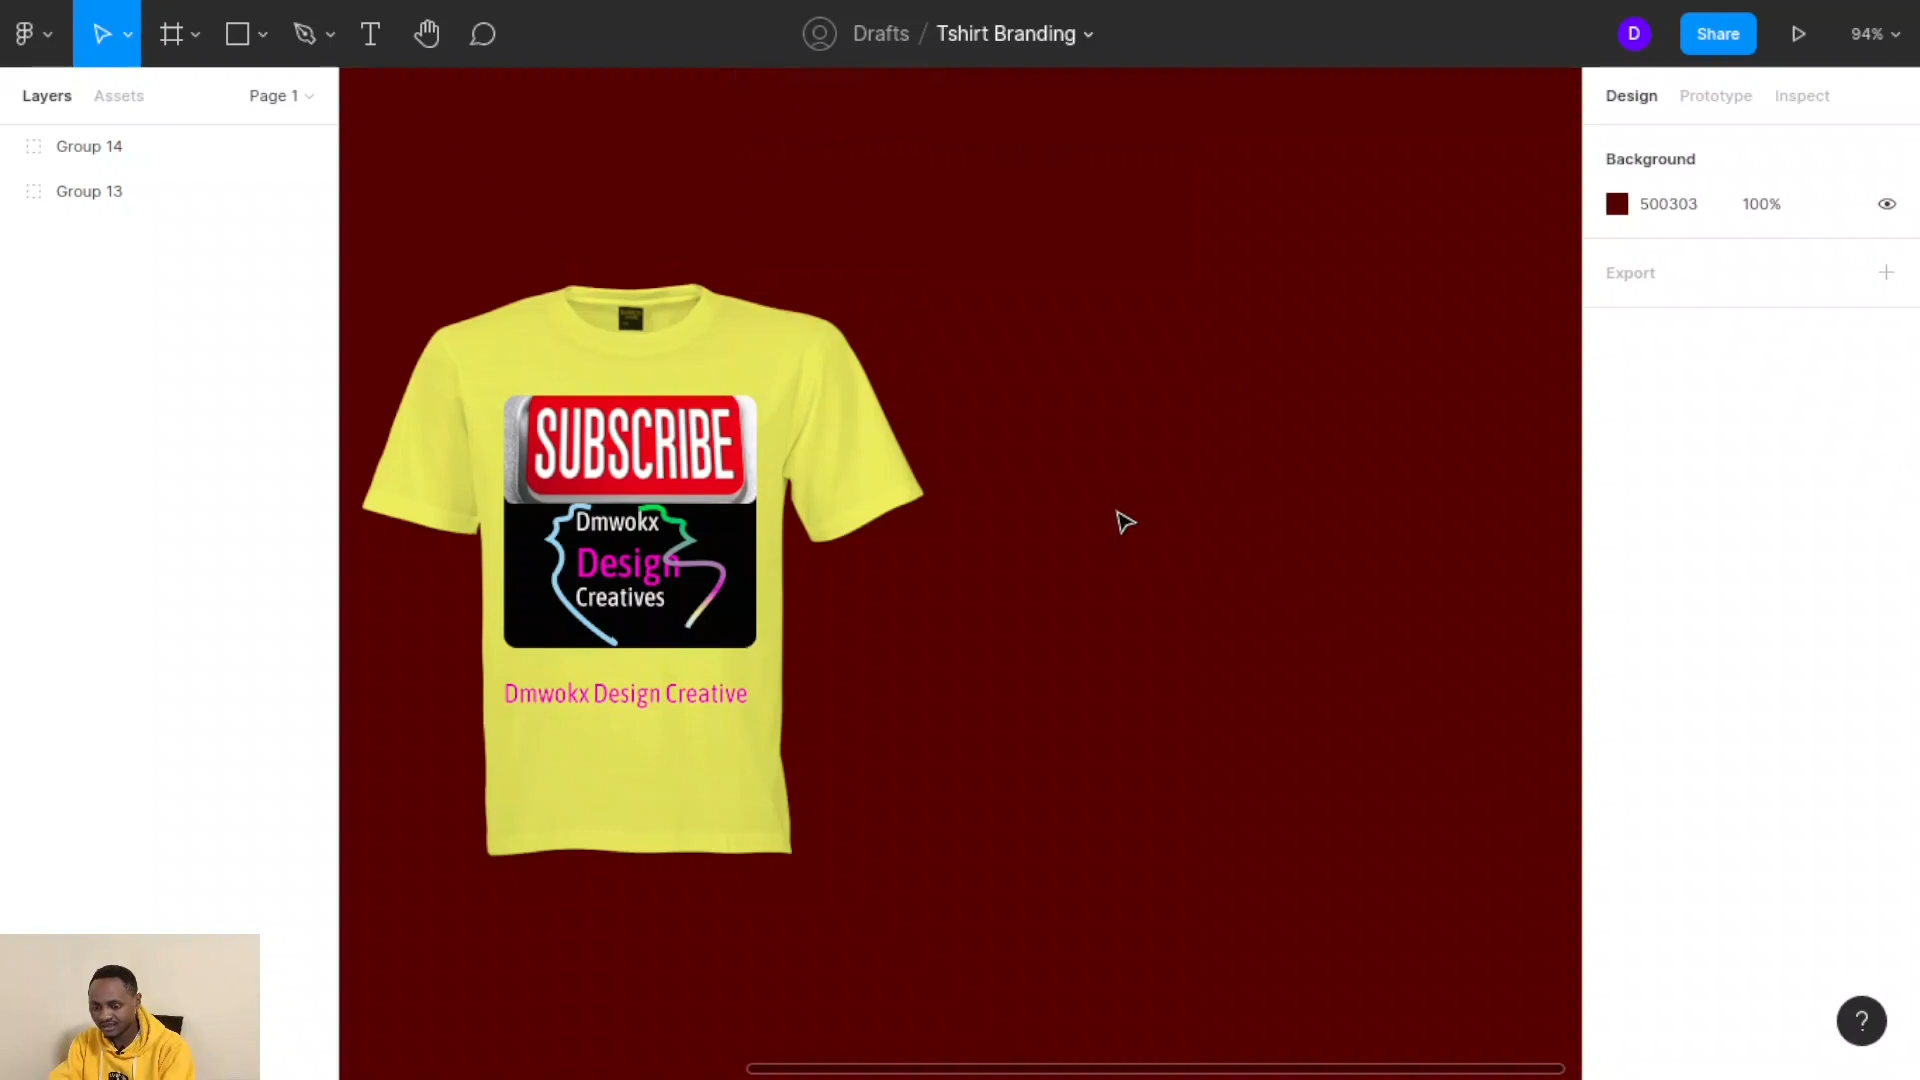 Drafts / Tshirt Branding
D
Share
94%
Layers
Assets
Page 1
Group 14
Group 13
Design
Prototype
Inspect
Background
500303
100%
Export
SUBSCRIBE
Dmwokx
Design
Creatives
Dmwokx Design Creative
?